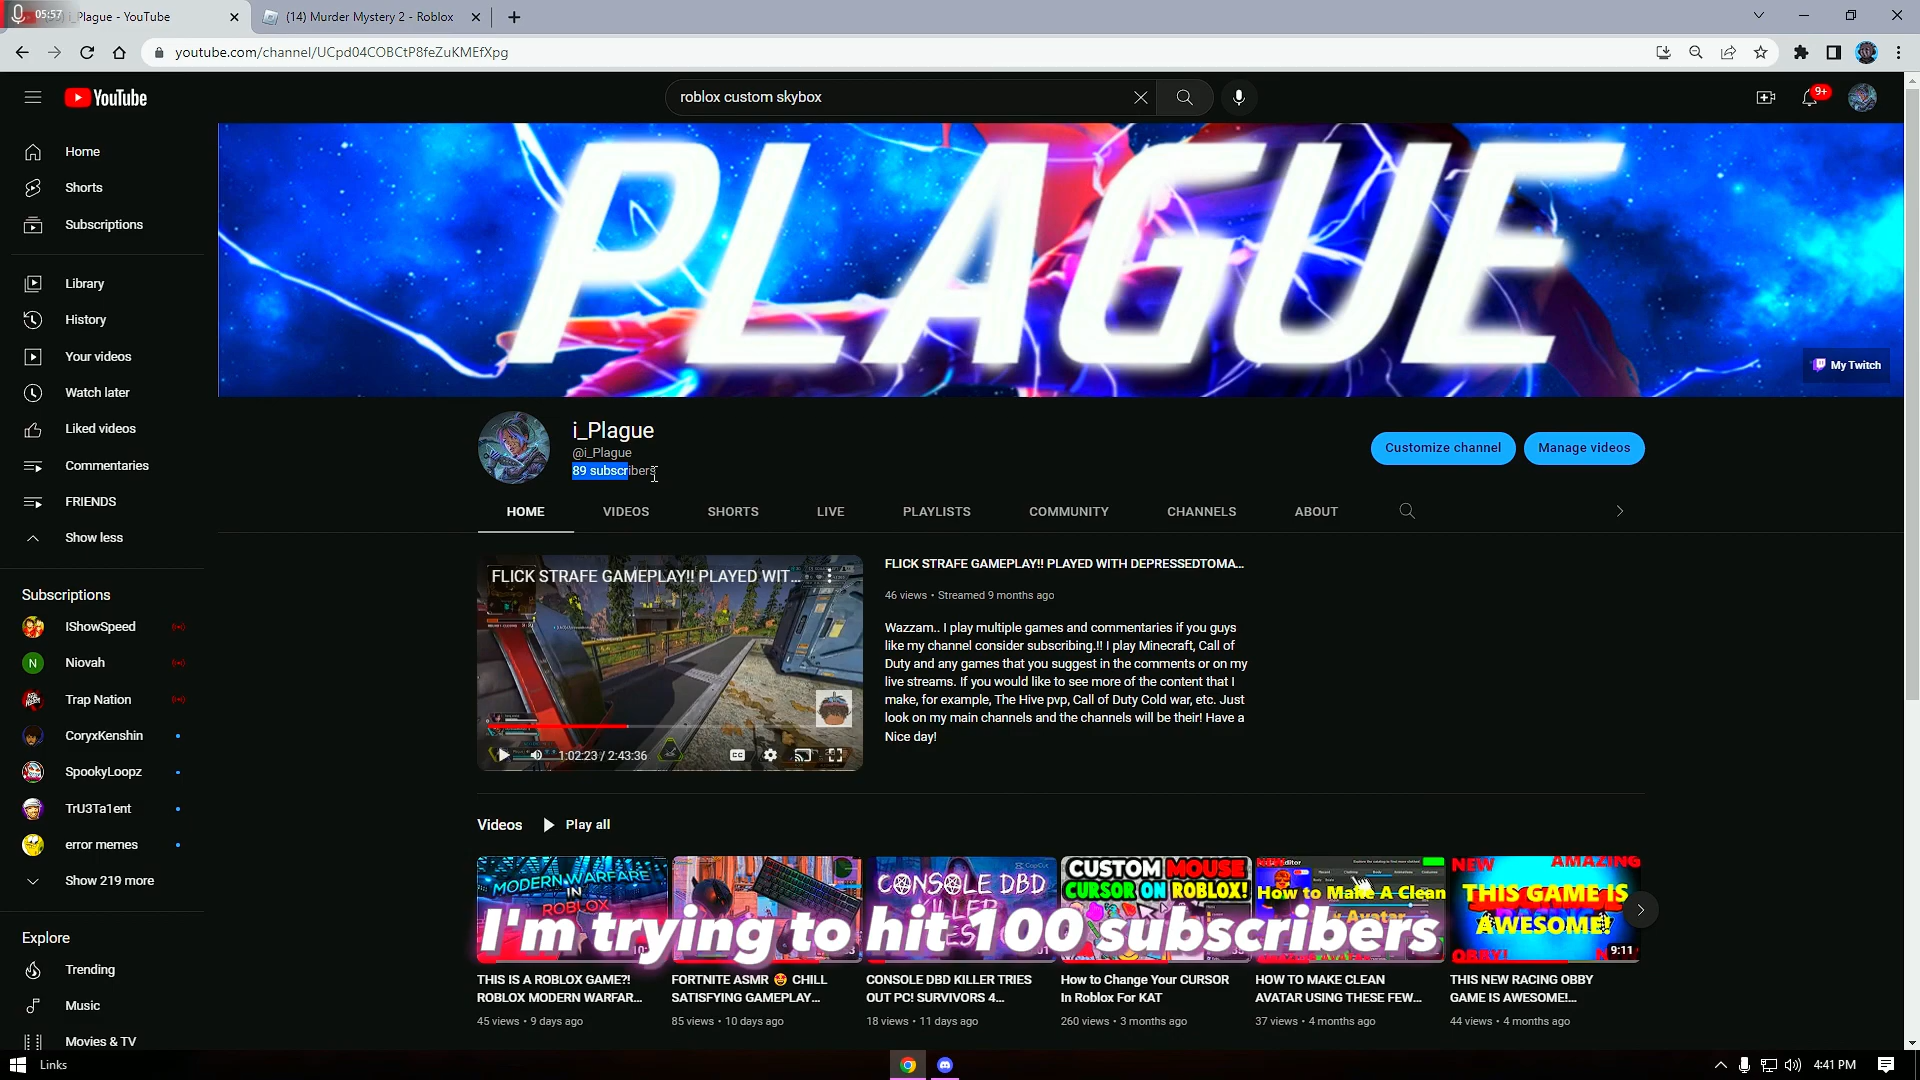 05:57
i_Plague - YouTube
(14) Murder Mystery 2 - Roblox
youtube.com/channel/UCpd04COBCtP8feZuKMEfXpg
YouTube
roblox custom skybox
9+
Home
Shorts
Subscriptions
Library
History
Your videos
Watch later
Liked videos
Commentaries
FRIENDS
Show less
Subscriptions
IShowSpeed
N
Niovah
Trap Nation
CoryxKenshin
SpookyLoopz
TrU3Ta1ent
error memes
Show 219 more
Explore
Trending
Music
Movies & TV
PLAGUE
My Twitch
i_Plague
@i_Plague
89 subscribers
Customize channel
Manage videos
HOME
VIDEOS
SHORTS
LIVE
PLAYLISTS
COMMUNITY
CHANNELS
ABOUT
FLICK STRAFE GAMEPLAY!! PLAYED WIT...
1:02:23 / 2:43:36
CC
FLICK STRAFE GAMEPLAY!! PLAYED WITH DEPRESSEDTOMA...
46 views • Streamed 9 months ago
Wazzam.. I play multiple games and commentaries if you guys
like my channel consider subscribing.!! I play Minecraft, Call of
Duty and any games that you suggest in the comments or on my
live streams. If you would like to see more of the content that I
make, for example, The Hive pvp, Call of Duty Cold war, etc. Just
look on my main channels and the channels will be their! Have a
Nice day!
Videos
Play all
MODERN WARFARE
IN
ROBLOX
CapCut
CONSOLE DBD
KILLER
CUSTOM MOUSE
CURSOR ON ROBLOX!
How to Make A Clean
Avatar
NEW AMAZING
THIS GAME IS
AWESOME!
9:11
I'm trying to hit 100 subscribers
THIS IS A ROBLOX GAME?!
ROBLOX MODERN WARFAR...
45 views • 9 days ago
FORTNITE ASMR 🤩 CHILL
SATISFYING GAMEPLAY...
85 views • 10 days ago
CONSOLE DBD KILLER TRIES
OUT PC! SURVIVORS 4...
18 views • 11 days ago
How to Change Your CURSOR
In Roblox For KAT
260 views • 3 months ago
HOW TO MAKE CLEAN
AVATAR USING THESE FEW...
37 views • 4 months ago
THIS NEW RACING OBBY
GAME IS AWESOME!...
44 views • 4 months ago
Links
4:41 PM